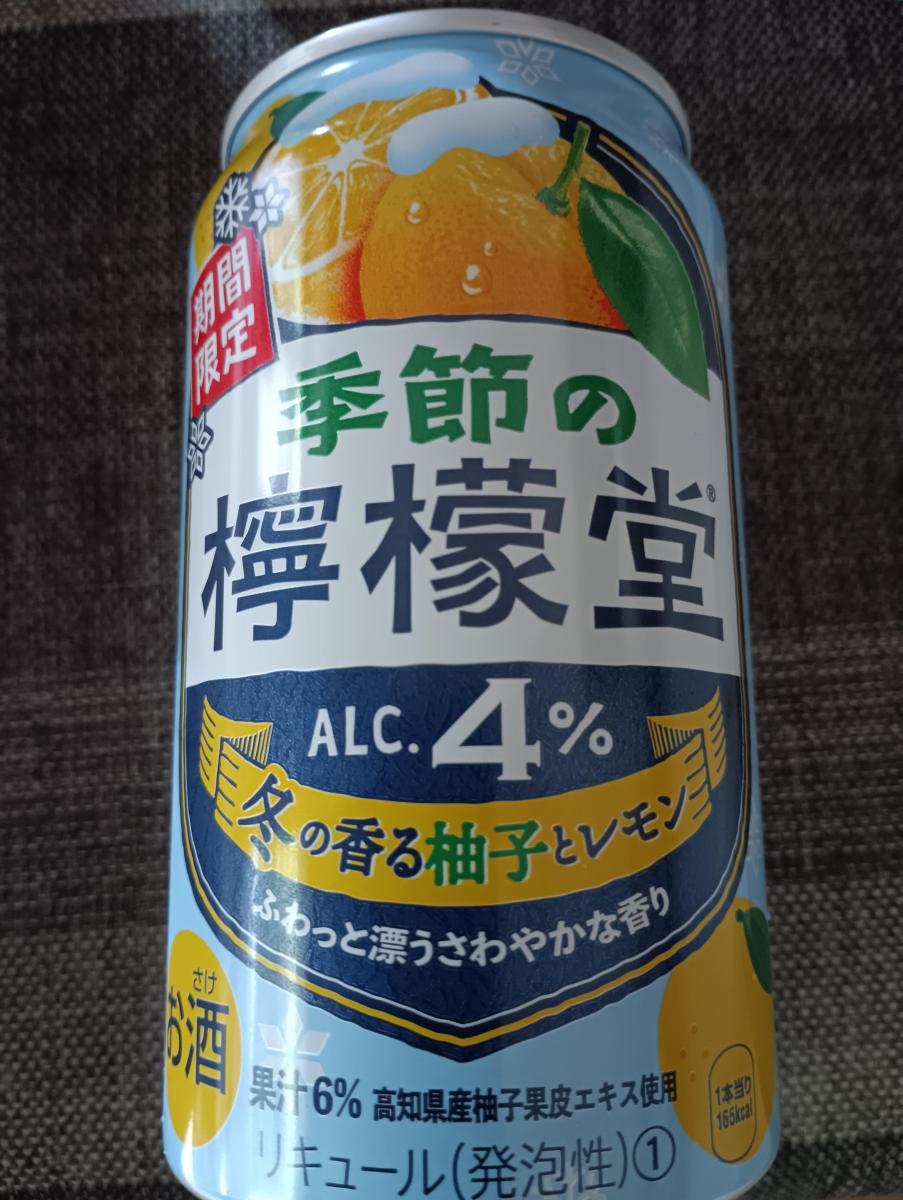 期間
限定
季節の
檸檬堂®
ALC.4%
冬の香る柚子とレモン
ふわっと漂うさわやかな香り
さけ
お酒
果汁6% 高知県産柚子果皮エキス使用
1本当り
165kcal
リキュール(発泡性)①